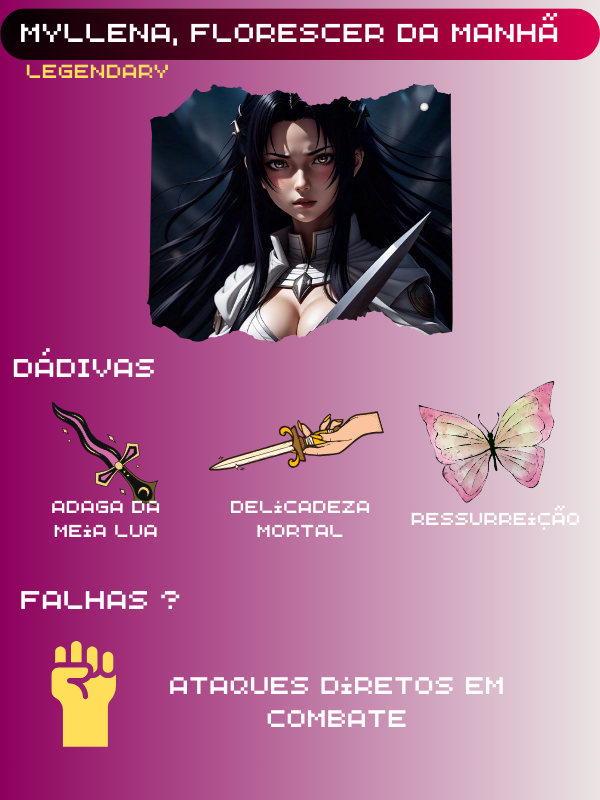 MYLLENA, FLORESCER DA MANHÃ
LEGENDARY
DÁDIVAS
ADAGA DA
MEiA LUA
DELiCADEZA
MORTAL
RESSURREiÇÃO
FALHAS ?
ATAQUES DiRETOS EM
COMBATE